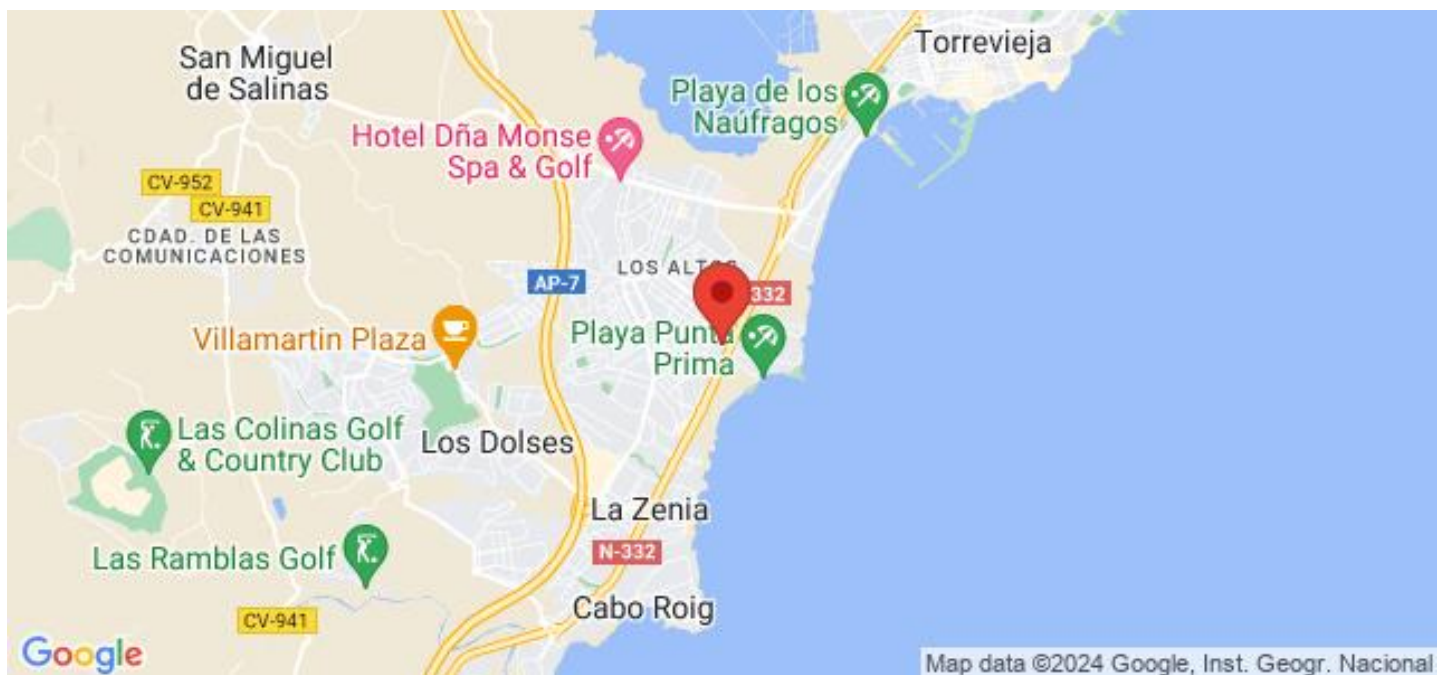 San Miguel
de Salinas
Torrevieja
Playa de los
Naúfragos
Hotel Dña Monse
Spa & Golf
CV-952
CV-941
CDAD. DE LAS
COMUNICACIONES
LOS ALTOS
AP-7
332
Villamartin Plaza
Playa Punta
Prima
Las Colinas Golf
& Country Club
Los Dolses
La Zenia
N-332
Las Ramblas Golf
Cabo Roig
CV-941
Google
Map data ©2024 Google, Inst. Geogr. Nacional